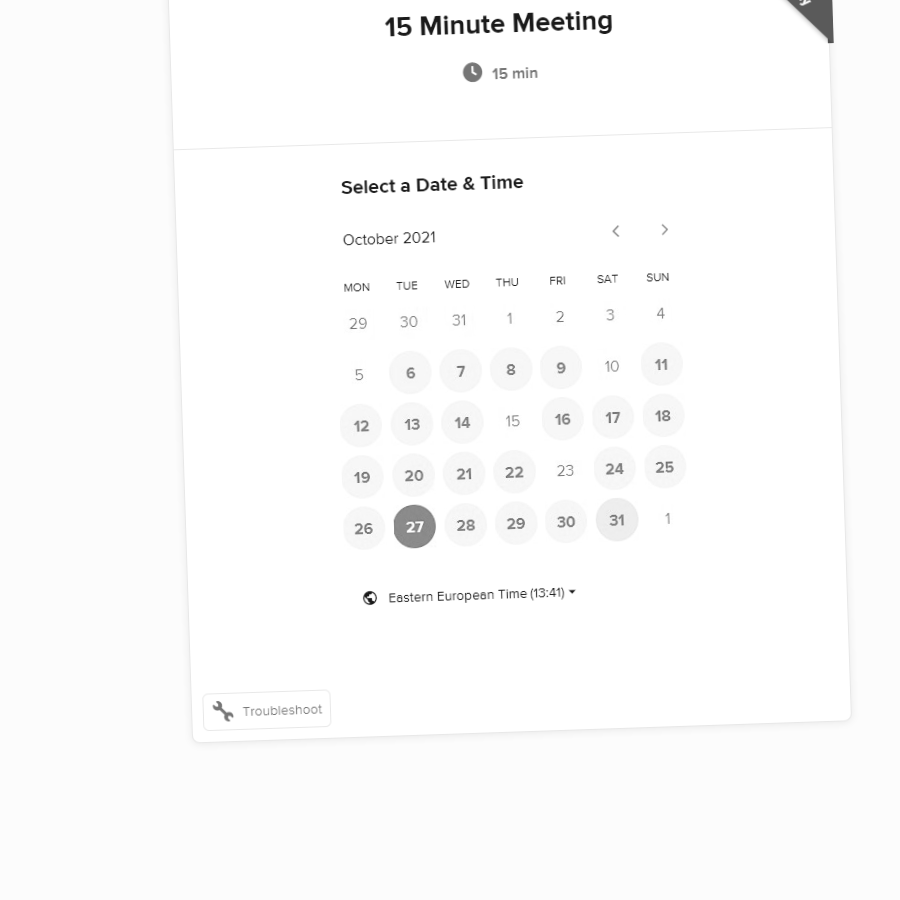 15 Minute Meeting
15 min
Select a Date & Time
October 2021
MON TUE WED THU FRI SAT SUN
29 30 31 1 2 3 4
5 6 7 8 9 10 11
12 13 14 15 16 17 18
19 20 21 22 23 24 25
26 27 28 29 30 31 1
Eastern European Time (13:41)
Troubleshoot